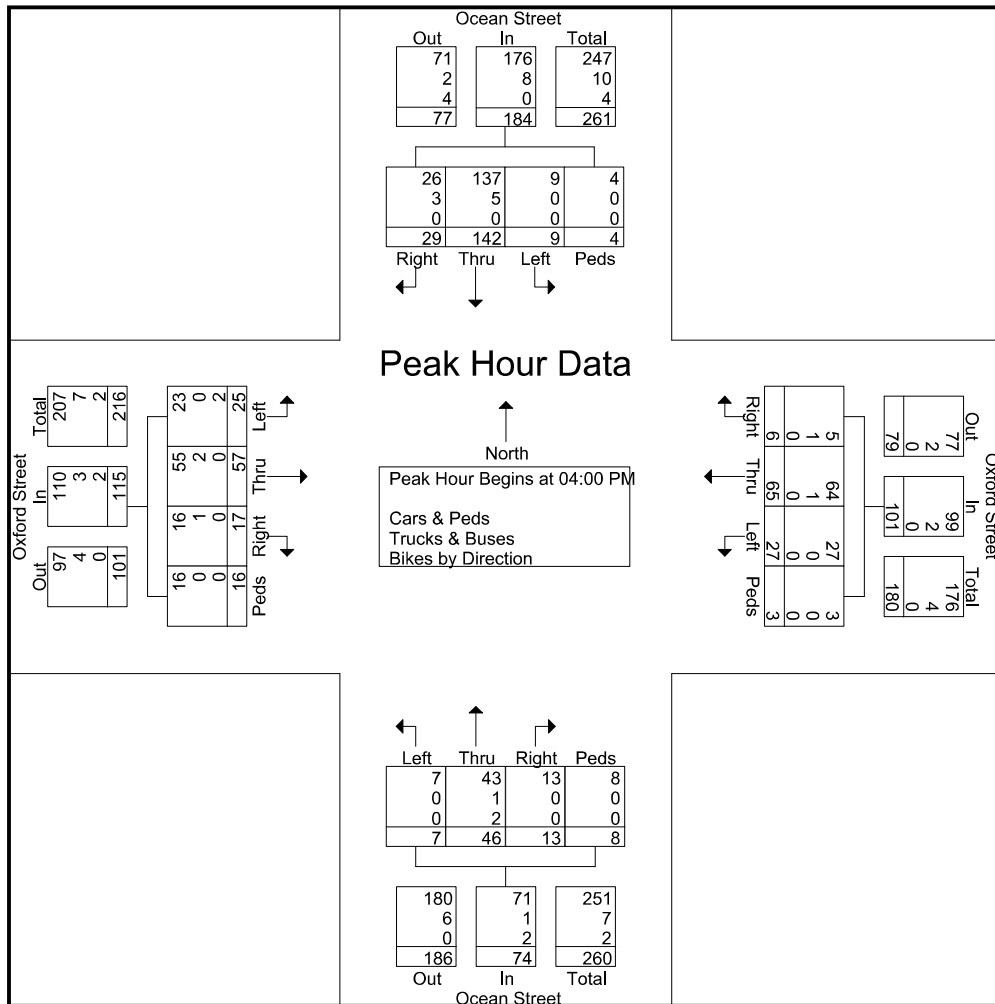 Ocean Street
Out In Total
71 176 247
2 8 10
4 0 4
77 184 261
26 137 9 4
3 5 0 0
0 0 0 0
29 142 9 4
Right Thru Left Peds
Peak Hour Data
North
Peak Hour Begins at 04:00 PM
Cars & Peds
Trucks & Buses
Bikes by Direction
Oxford Street
Out In Total
97 110 207
4 3 7
0 2 2
101 115 216
16 16 55 23
0 1 2 0
0 0 0 2
16 17 57 25
Peds Right Thru Left
Oxford Street
Out In Total
77 99 176
2 2 4
0 0 0
79 101 180
5 64 27 3
1 1 0 0
0 0 0 0
6 65 27 3
Right Thru Left Peds
Left Thru Right Peds
7 43 13 8
0 1 0 0
0 2 0 0
7 46 13 8
180 71 251
6 1 7
0 2 2
186 74 260
Out In Total
Ocean Street